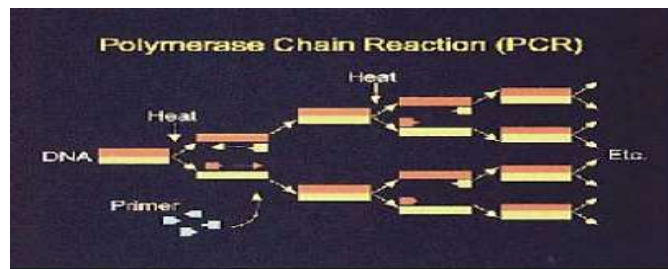 Polymerase Chain Reaction (PCR)
Heat
Heat
DNA
Etc.
Primer